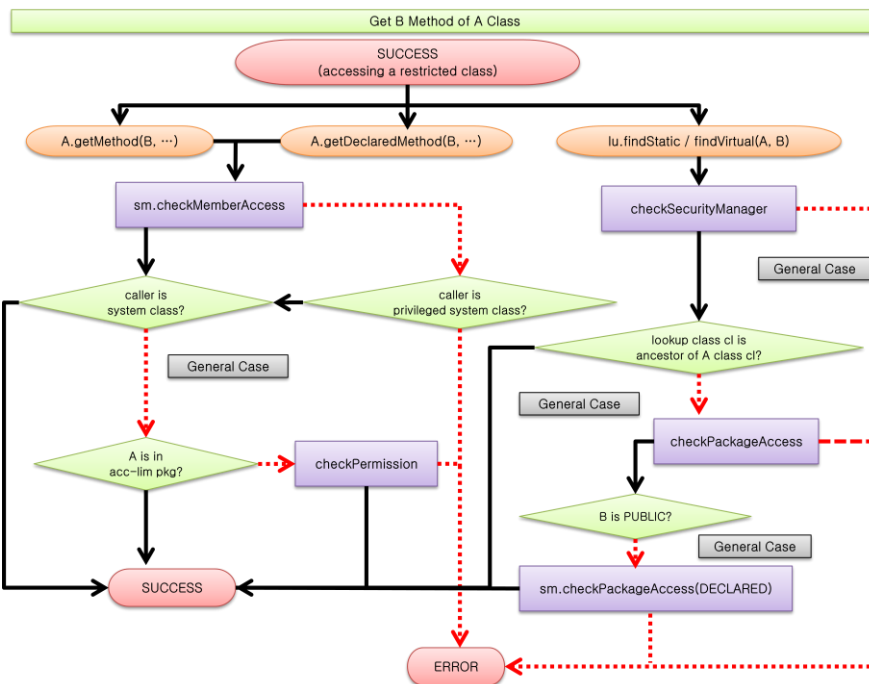 Get B Method of A Class
SUCCESS
(accessing a restricted class)
A.getMethod(B, ...)
A.getDeclaredMethod(B, ...)
lu.findStatic / findVirtual(A, B)
sm.checkMemberAccess
checkSecurityManager
General Case
caller is
system class?
caller is
privileged system class?
lookup class cl is
ancestor of A class cl?
General Case
General Case
A is in
acc-lim pkg?
checkPermission
checkPackageAccess
B is PUBLIC?
General Case
SUCCESS
sm.checkPackageAccess(DECLARED)
ERROR